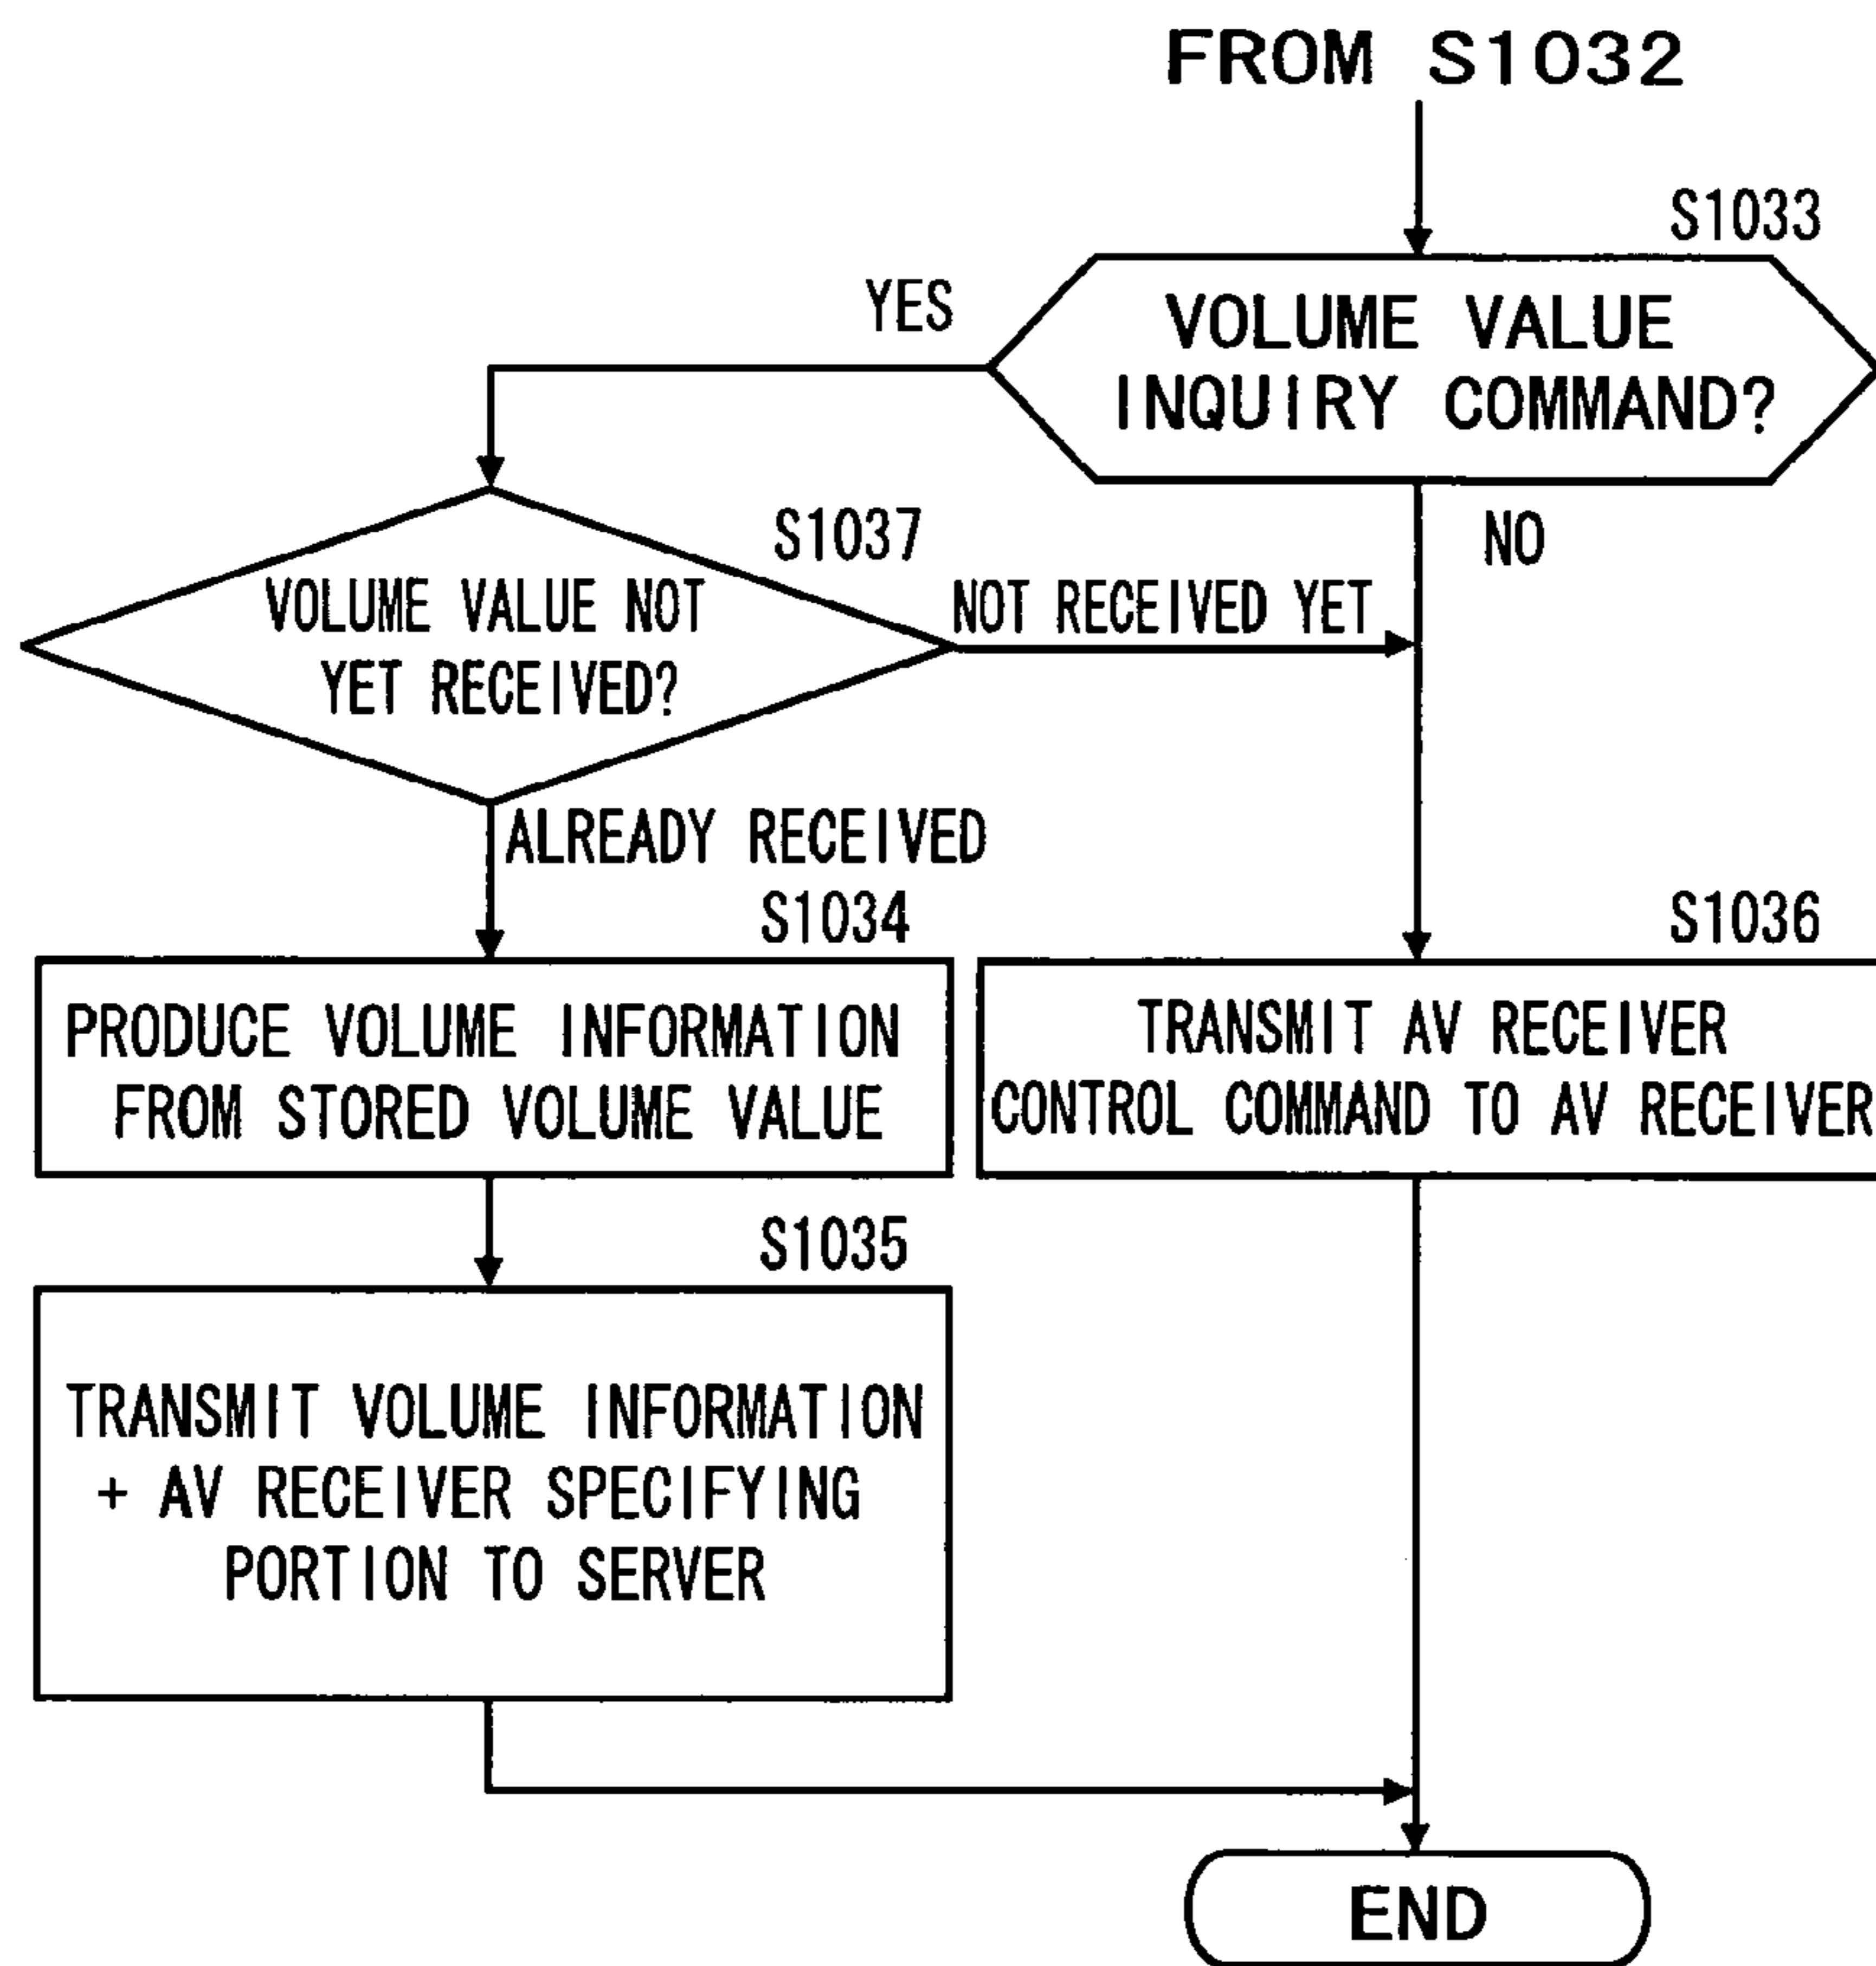 FROM S1032
S1033
YES
VOLUME VALUE
INQUIRY COMMAND?
NO
S1037
VOLUME VALUE NOT
YET RECEIVED?
NOT RECEIVED YET
ALREADY RECEIVED
S1034
PRODUCE VOLUME INFORMATION
FROM STORED VOLUME VALUE
S1036
TRANSMIT AV RECEIVER
CONTROL COMMAND TO AV RECEIVER
S1035
TRANSMIT VOLUME INFORMATION
+ AV RECEIVER SPECIFYING
PORTION TO SERVER
END